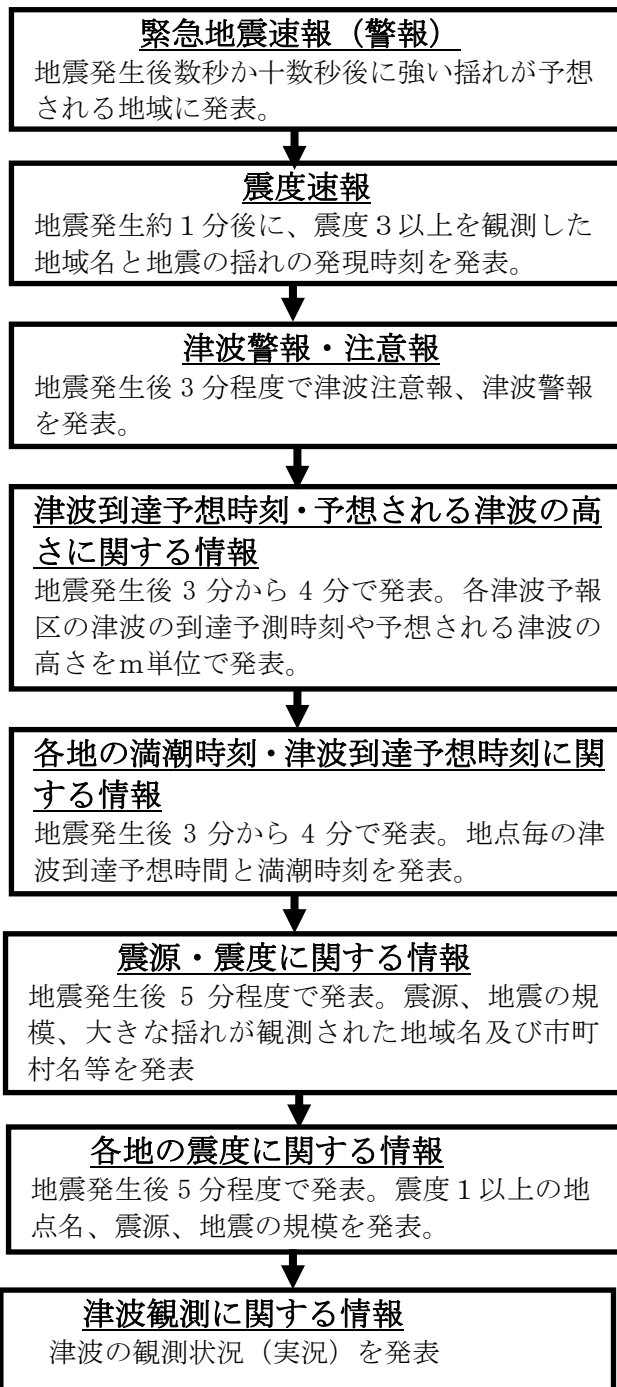 緊急地震速報（警報）
地震発生後数秒か十数秒後に強い揺れが予想
される地域に発表。
震度速報
地震発生約１分後に、震度３以上を観測した
地域名と地震の揺れの発現時刻を発表。
津波警報・注意報
地震発生後 3 分程度で津波注意報、津波警報
を発表。
津波到達予想時刻・予想される津波の高
さに関する情報
地震発生後 3 分から 4 分で発表。各津波予報
区の津波の到達予測時刻や予想される津波の
高さをｍ単位で発表。
各地の満潮時刻・津波到達予想時刻に関
する情報
地震発生後 3 分から 4 分で発表。地点毎の津
波到達予想時間と満潮時刻を発表。
震源・震度に関する情報
地震発生後 5 分程度で発表。震源、地震の規
模、大きな揺れが観測された地域名及び市町
村名等を発表
各地の震度に関する情報
地震発生後 5 分程度で発表。震度１以上の地
点名、震源、地震の規模を発表。
津波観測に関する情報
津波の観測状況（実況）を発表